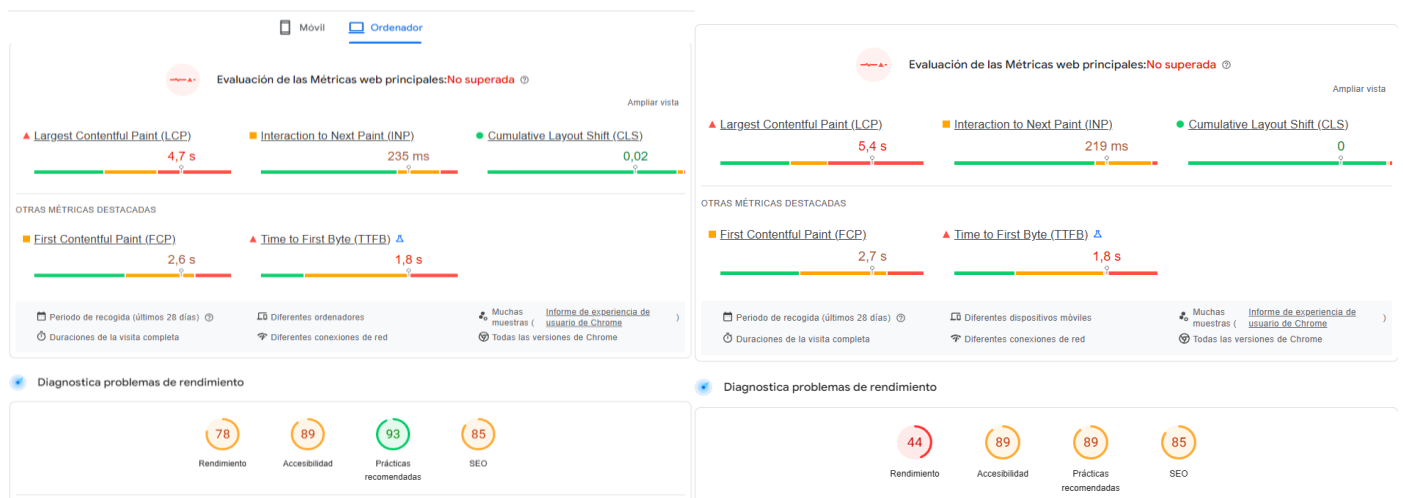 Móvil Ordenador
Evaluación de las Métricas web principales:No superada
Ampliar vista
Largest Contentful Paint (LCP) Interaction to Next Paint (INP) Cumulative Layout Shift (CLS)
4,7 s 235 ms 0,02
OTRAS MÉTRICAS DESTACADAS
First Contentful Paint (FCP) Time to First Byte (TTFB)
2,6 s 1,8 s
Periodo de recogida (últimos 28 días) Diferentes ordenadores Muchas muestras ( Informe de experiencia de usuario de Chrome )
Duraciones de la visita completa Diferentes conexiones de red Todas las versiones de Chrome
Diagnostica problemas de rendimiento
78 89 93 85
Rendimiento Accesibilidad Prácticas recomendadas SEO
Evaluación de las Métricas web principales:No superada
Ampliar vista
Largest Contentful Paint (LCP) Interaction to Next Paint (INP) Cumulative Layout Shift (CLS)
5,4 s 219 ms 0
OTRAS MÉTRICAS DESTACADAS
First Contentful Paint (FCP) Time to First Byte (TTFB)
2,7 s 1,8 s
Periodo de recogida (últimos 28 días) Diferentes dispositivos móviles Muchas muestras ( Informe de experiencia de usuario de Chrome )
Duraciones de la visita completa Diferentes conexiones de red Todas las versiones de Chrome
Diagnostica problemas de rendimiento
44 89 89 85
Rendimiento Accesibilidad Prácticas recomendadas SEO